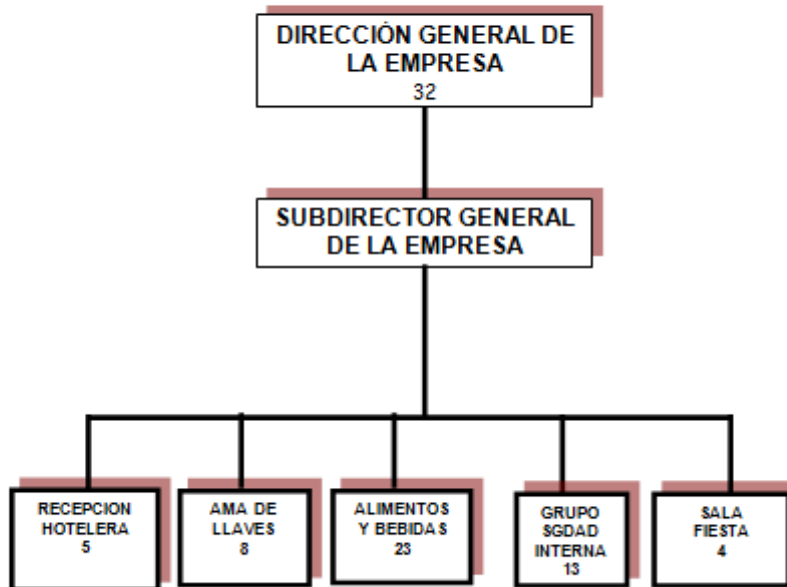 DIRECCIÓN GENERAL DE
LA EMPRESA
32
SUBDIRECTOR GENERAL
DE LA EMPRESA
RECEPCION
HOTELERA
5
AMA DE
LLAVES
8
ALIMENTOS
Y BEBIDAS
23
GRUPO
SGDAD
INTERNA
13
SALA
FIESTA
4